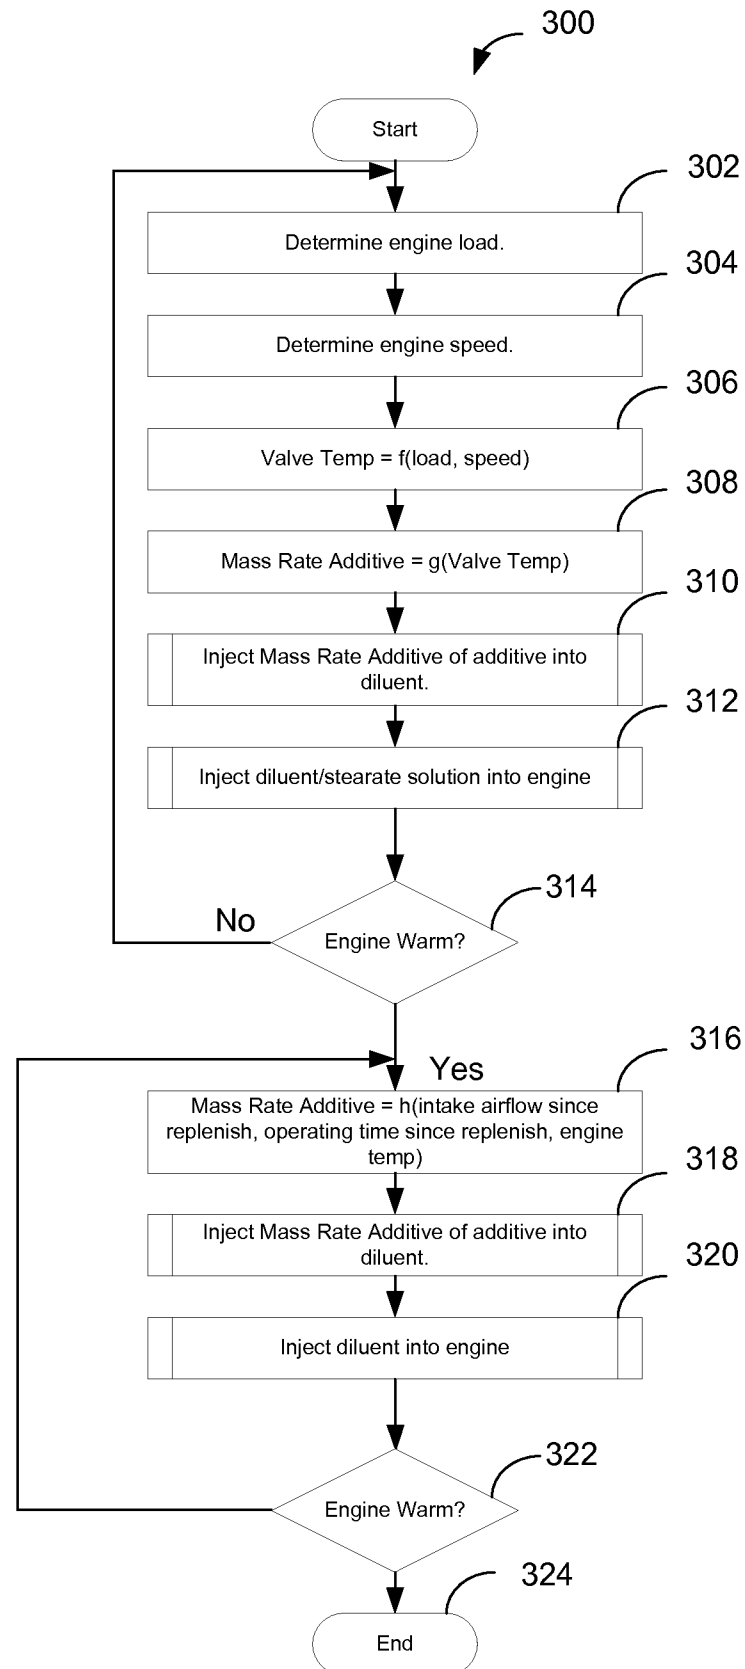 300
Start
302
Determine engine load.
304
Determine engine speed.
306
Valve Temp = f(load, speed)
308
Mass Rate Additive = g(Valve Temp)
310
Inject Mass Rate Additive of additive into
diluent.
312
Inject diluent/stearate solution into engine
314
No
Engine Warm?
316
Yes
Mass Rate Additive = h(intake airflow since
replenish, operating time since replenish, engine
temp)
318
Inject Mass Rate Additive of additive into
diluent.
320
Inject diluent into engine
322
Engine Warm?
324
End